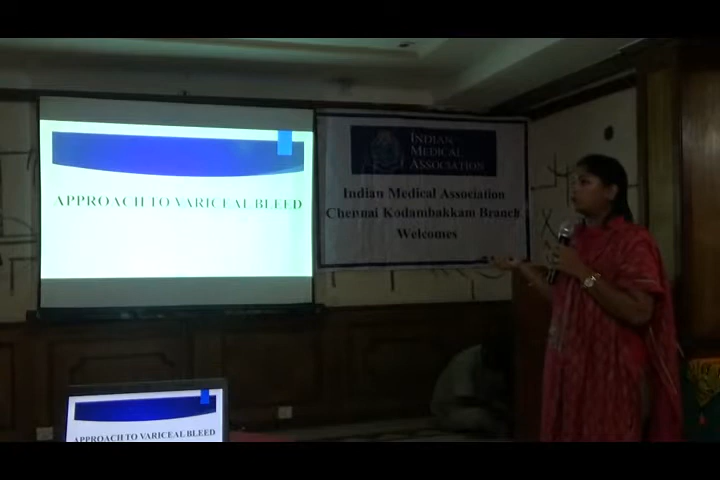 APPROACH TO VARICEAL BLEED
INDIAN
MEDICAL
ASSOCIATION
Indian Medical Association
Chennai Kodambakkam Branch
Welcomes
APPROACH TO VARICEAL BLEED